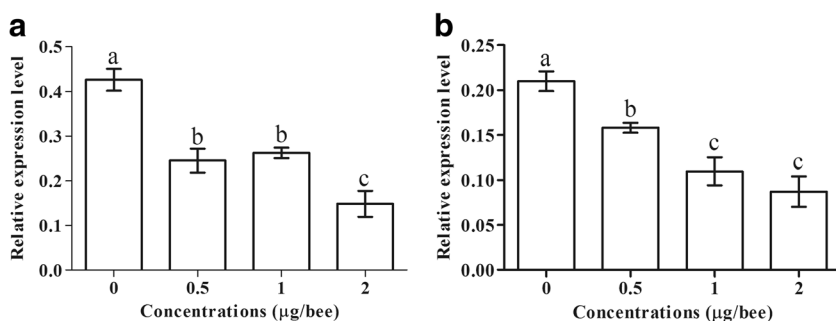 a
Relative expression level
0.5
0.4
0.3
0.2
0.1
0.0
a
b
b
c
0 0.5 1 2
Concentrations (μg/bee)
b
Relative expression level
0.25
0.20
0.15
0.10
0.05
0.00
a
b
c
c
0 0.5 1 2
Concentrations (μg/bee)